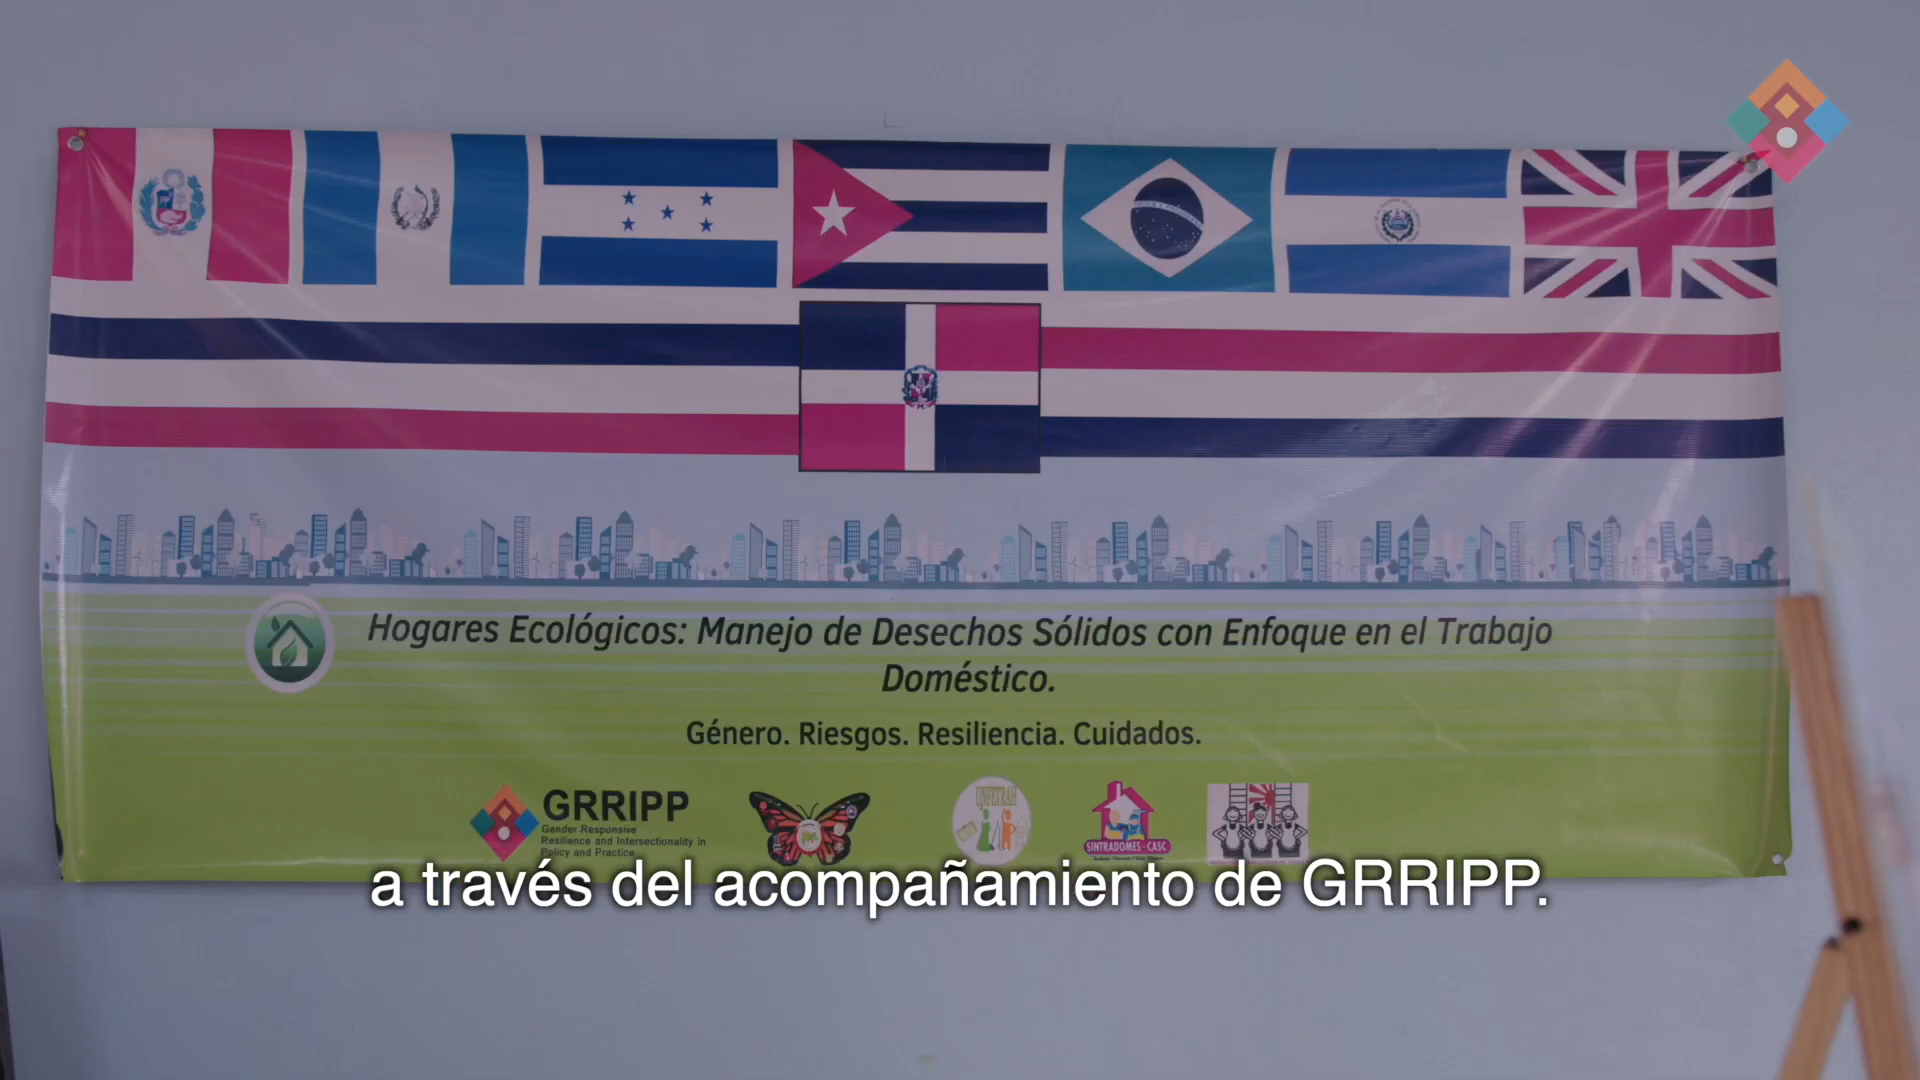 Hogares Ecológicos: Manejo de Desechos Sólidos con Enfoque en el Trabajo
Doméstico.
Género. Riesgos. Resiliencia. Cuidados.
GRRIPP
Gender Responsive
Resilience and Intersectionality in
Policy and Practice
UNFETRAH
SINTRADOMES - CASC
a través del acompañamiento de GRRIPP.